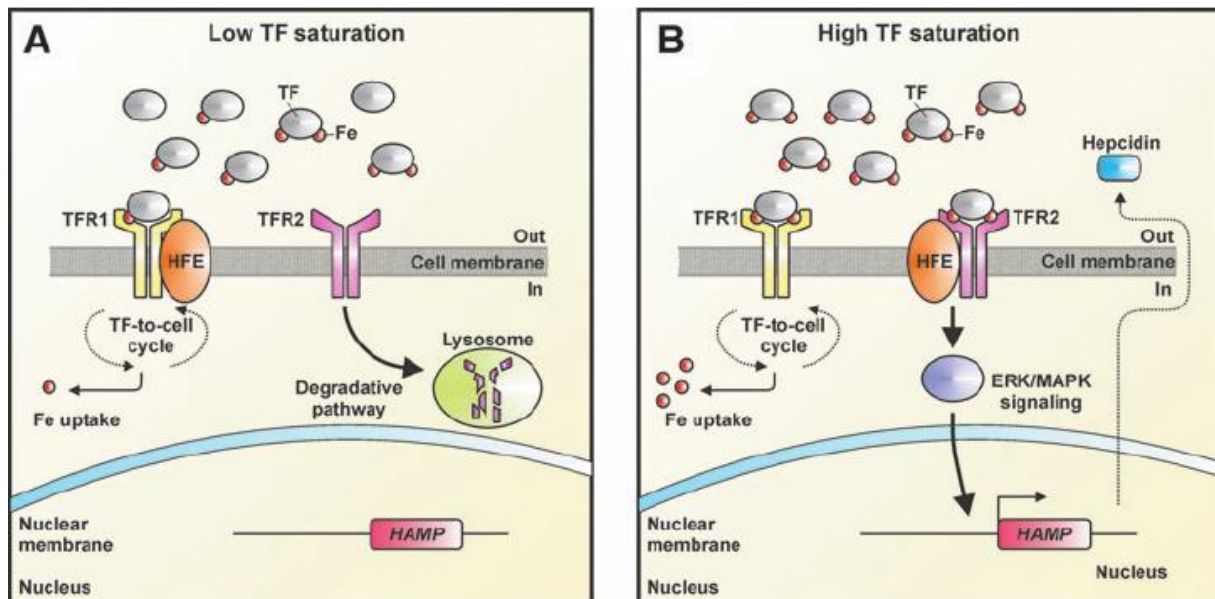 A
Low TF saturation
TF
Fe
TFR1
TFR2
HFE
Out
Cell membrane
In
TF-to-cell
cycle
Lysosome
Degradative
pathway
Fe uptake
Nuclear
membrane
HAMP
Nucleus
B
High TF saturation
TF
Fe
Hepcidin
TFR1
TFR2
HFE
Out
Cell membrane
In
TF-to-cell
cycle
ERK/MAPK
signaling
Fe uptake
Nuclear
membrane
HAMP
Nucleus
Nucleus